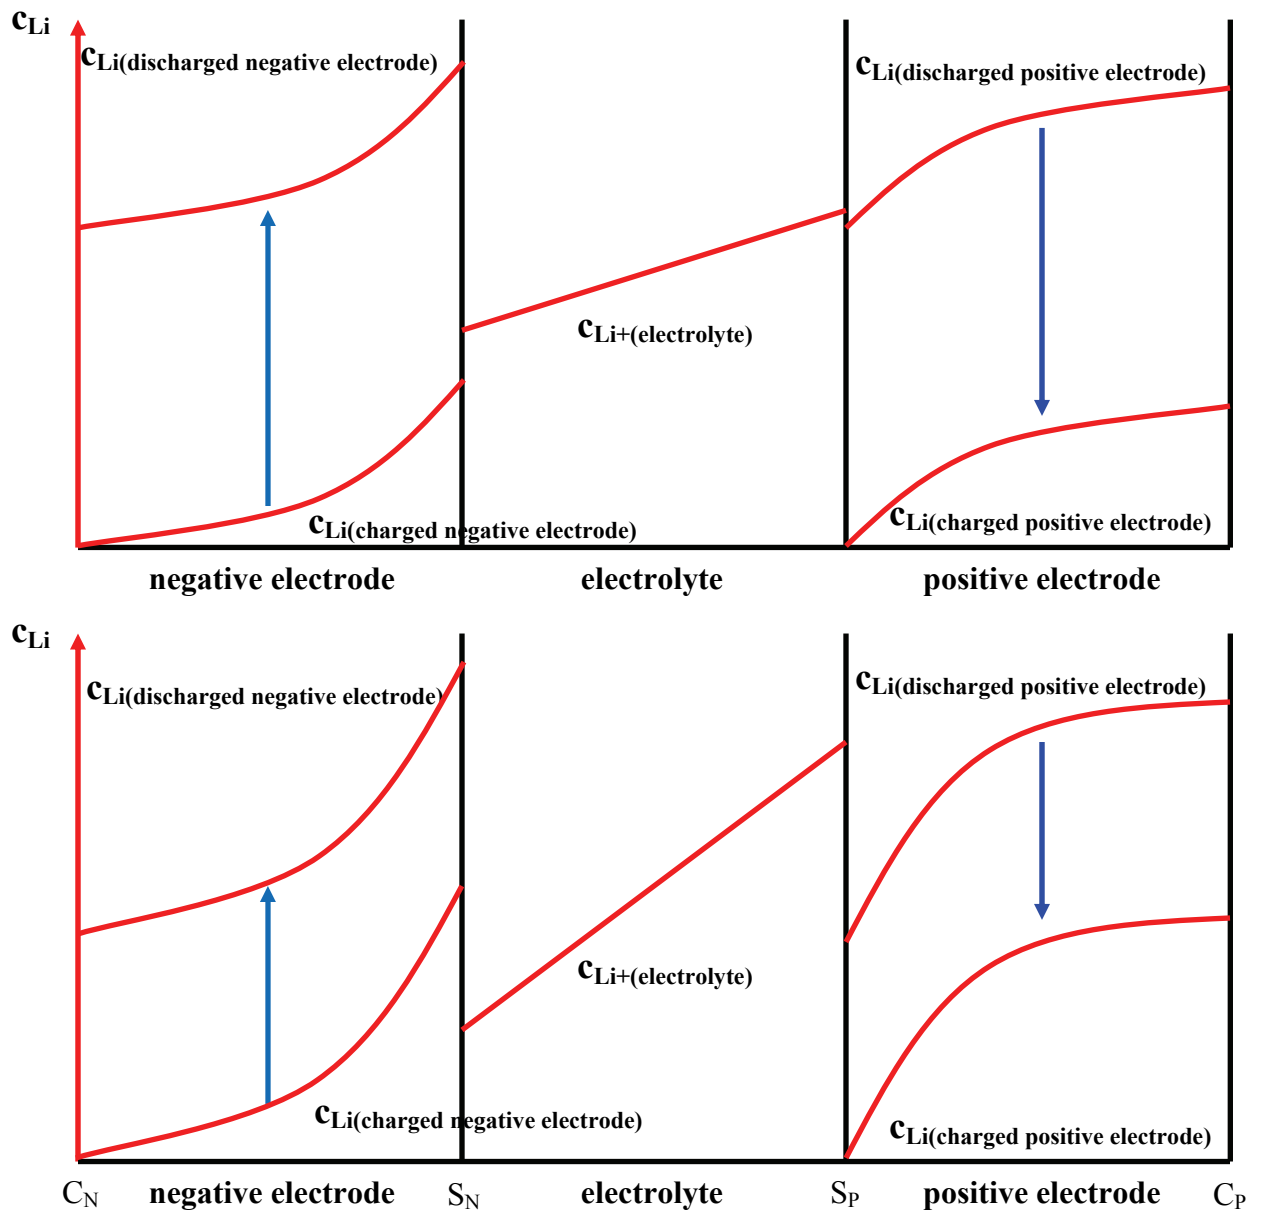 cLi
cLi(discharged negative electrode)
cLi(discharged positive electrode)
cLi+(electrolyte)
cLi(charged negative electrode)
cLi(charged positive electrode)
negative electrode electrolyte positive electrode
cLi
cLi(discharged negative electrode)
cLi(discharged positive electrode)
cLi+(electrolyte)
cLi(charged negative electrode)
cLi(charged positive electrode)
CN negative electrode SN electrolyte SP positive electrode CP